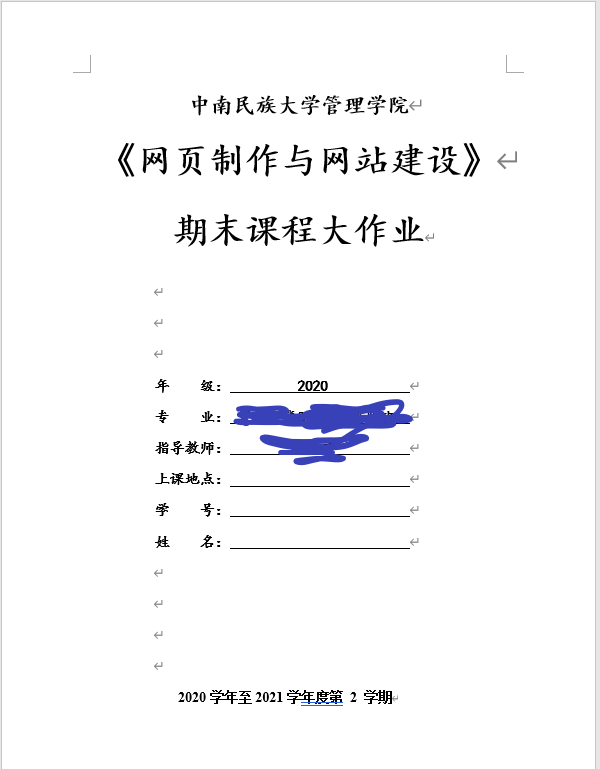 中南民族大学管理学院
《网页制作与网站建设》
期末课程大作业
年 级： 2020
专 业：
指导教师：
上课地点：
学 号：
姓 名：
2020 学年至 2021 学年度第 2 学期